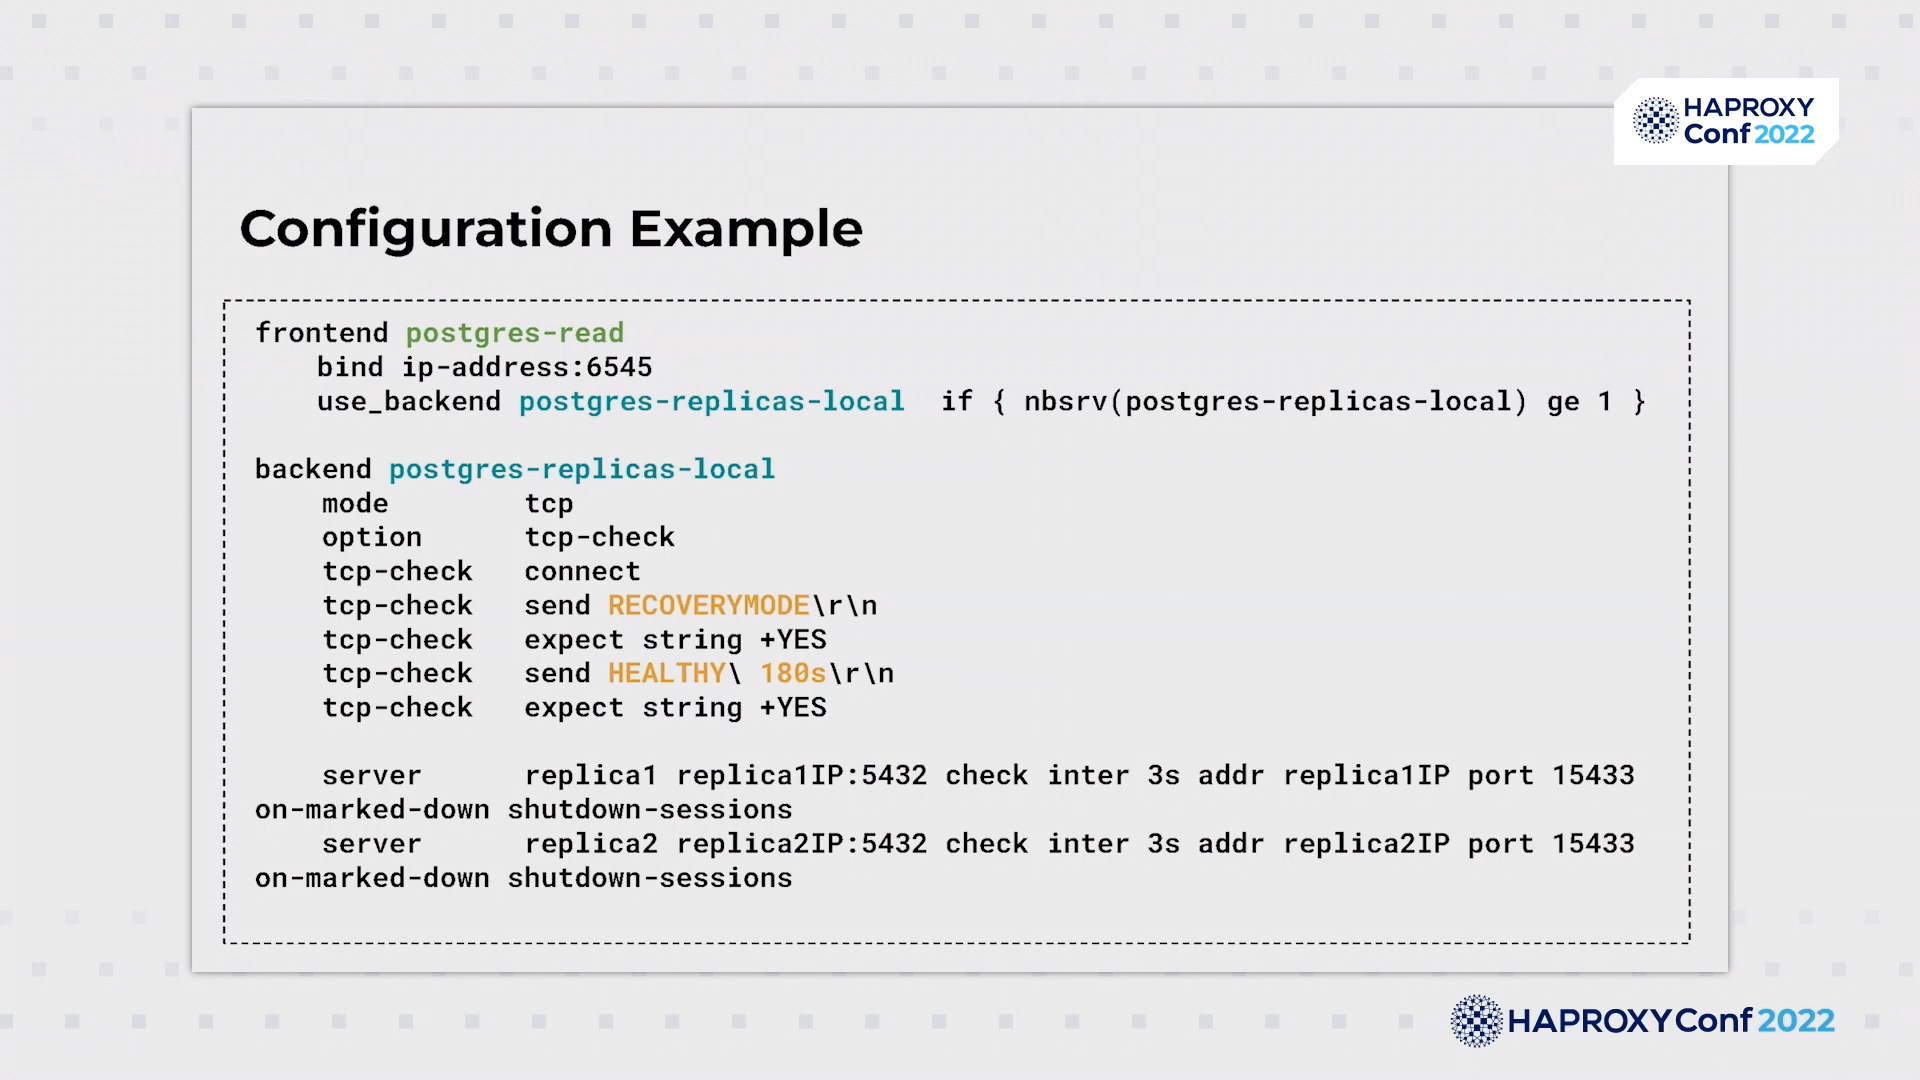 HAPROXY
Conf 2022
Configuration Example
frontend postgres-read
bind ip-address:6545
use_backend postgres-replicas-local if { nbsrv(postgres-replicas-local) ge 1 }
backend postgres-replicas-local
mode tcp
option tcp-check
tcp-check connect
tcp-check send RECOVERYMODE\r\n
tcp-check expect string +YES
tcp-check send HEALTHY\ 180s\r\n
tcp-check expect string +YES
server replica1 replica1IP:5432 check inter 3s addr replica1IP port 15433
on-marked-down shutdown-sessions
server replica2 replica2IP:5432 check inter 3s addr replica2IP port 15433
on-marked-down shutdown-sessions
HAPROXYConf 2022